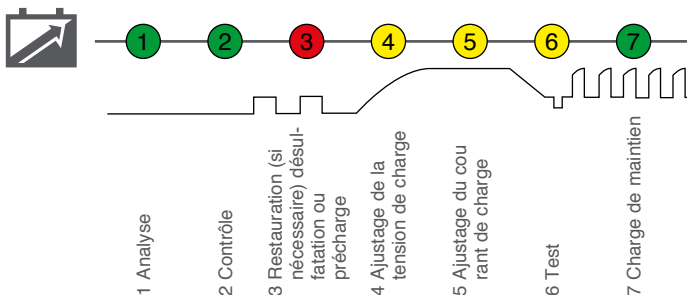 1
2
3
4
5
6
7
1 Analyse
2 Contrôle
3 Restauration (si
nécessaire) désul-
fatation ou
précharge
4 Ajustage de la
tension de charge
5 Ajustage du cou
rant de charge
6 Test
7 Charge de maintien